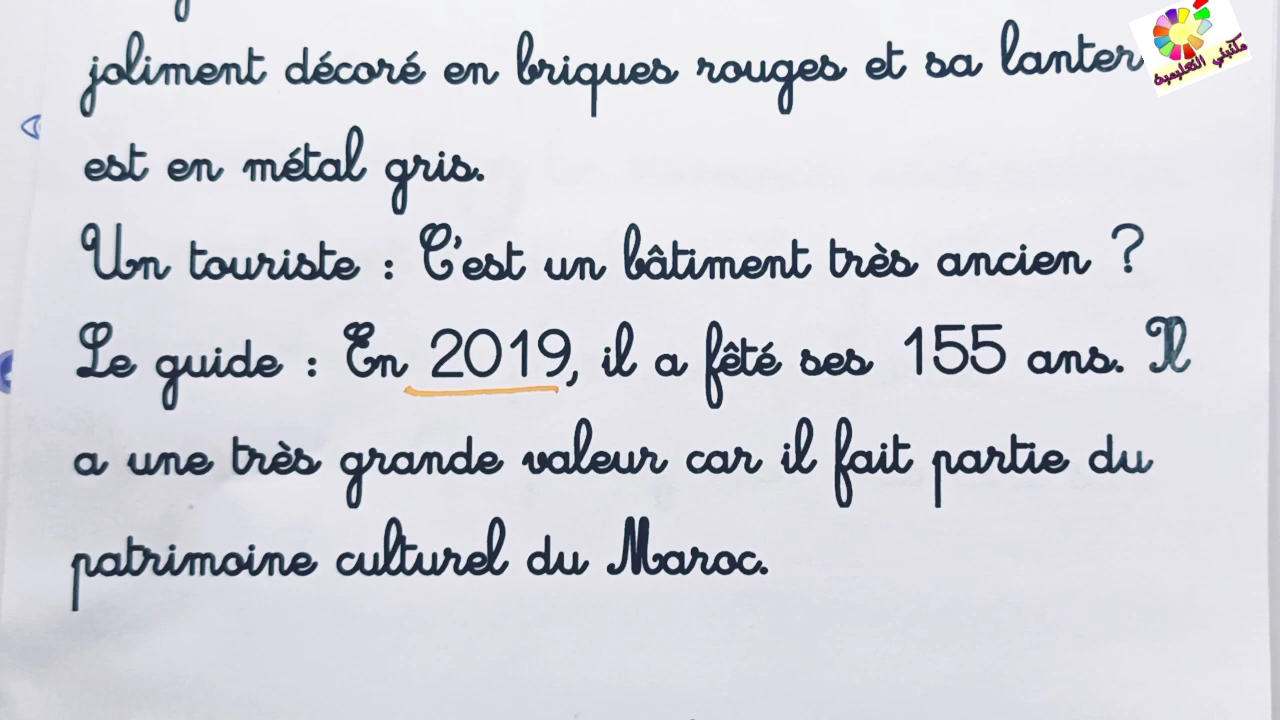 joliment décoré en briques rouges et sa lanter
مكتبتي التعليمية
est en métal gris.
Un touriste : C'est un bâtiment très ancien ?
Le guide : En 2019, il a fêté ses 155 ans. Il
a une très grande valeur car il fait partie du
patrimoine culturel du Maroc.